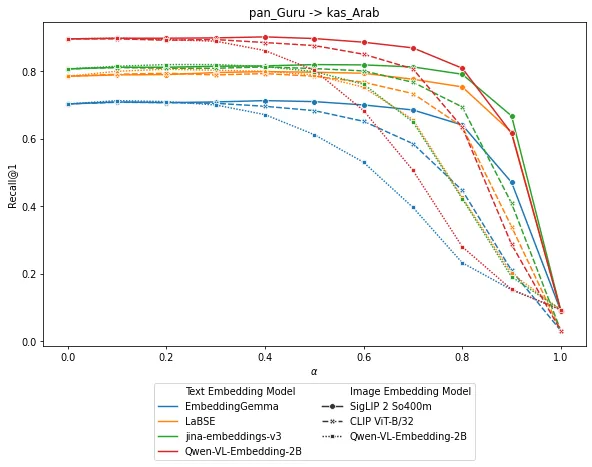 pan_Guru -> kas_Arab
Recall@1
0.8
0.6
0.4
0.2
0.0
0.0 0.2 0.4 0.6 0.8 1.0
α
Text Embedding Model
EmbeddingGemma
LaBSE
jina-embeddings-v3
Qwen-VL-Embedding-2B
Image Embedding Model
SigLIP 2 So400m
CLIP ViT-B/32
Qwen-VL-Embedding-2B